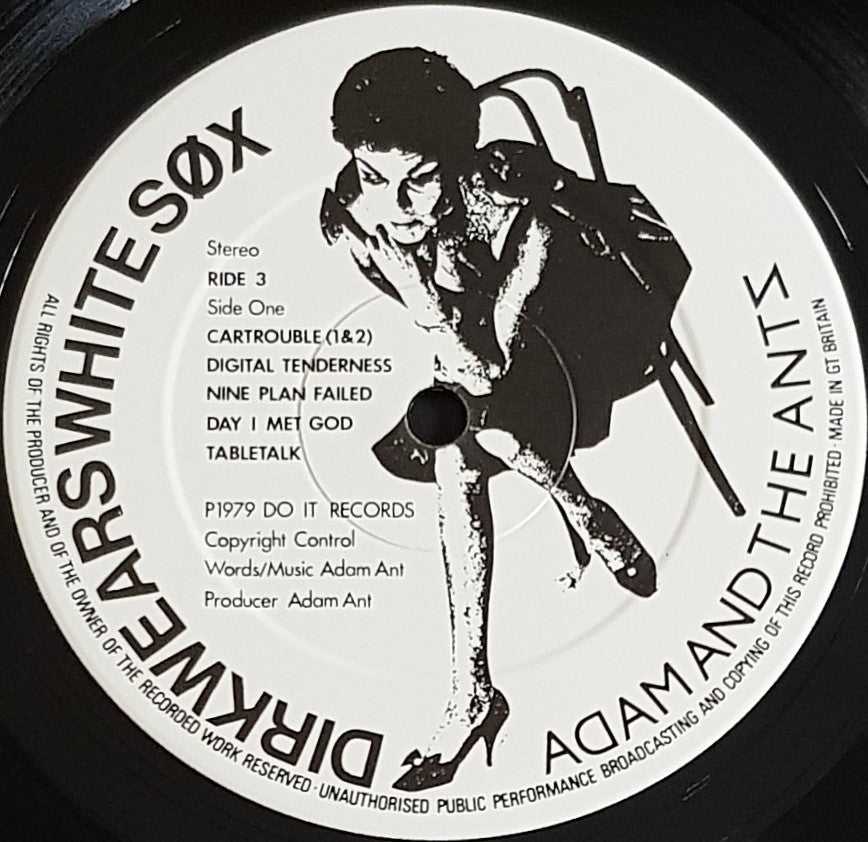 DIRK WEARS WHITE SØX
Stereo
RIDE 3
Side One
CARTROUBLE (1&2)
DIGITAL TENDERNESS
NINE PLAN FAILED
DAY I MET GOD
TABLETALK
P1979 DO IT RECORDS
Copyright Control
Words/Music Adam Ant
Producer Adam Ant
ADAM AND THE ANTS
ALL RIGHTS OF THE PRODUCER AND OF THE OWNER OF THE RECORDED WORK RESERVED · UNAUTHORISED PUBLIC PERFORMANCE BROADCASTING AND COPYING OF THIS RECORD PROHIBITED · MADE IN GT BRITAIN